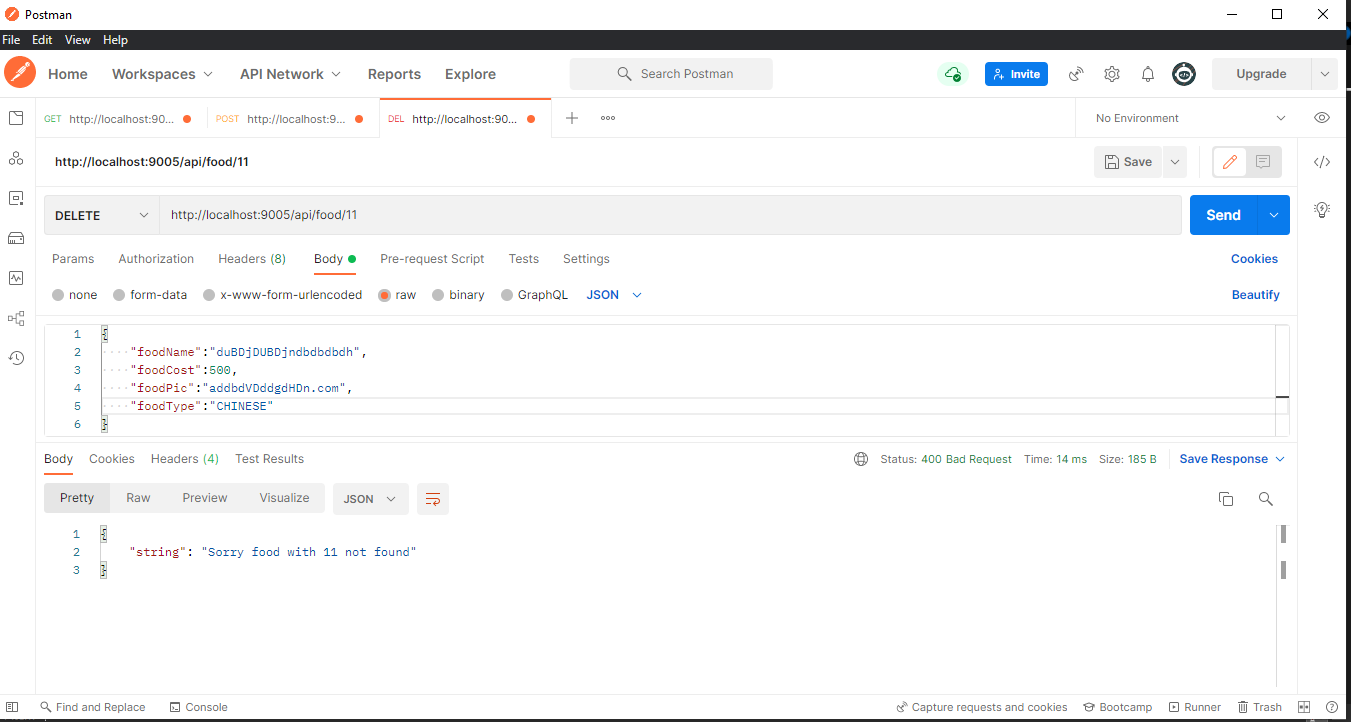 Postman
File Edit View Help
Home Workspaces API Network Reports Explore Search Postman Invite Upgrade
GET http://localhost:90... POST http://localhost:9... DEL http://localhost:90... No Environment
http://localhost:9005/api/food/11 Save
DELETE http://localhost:9005/api/food/11 Send
Params Authorization Headers (8) Body Pre-request Script Tests Settings Cookies
none form-data x-www-form-urlencoded raw binary GraphQL JSON Beautify
1 {
2 "foodName":"duBDjDUBDjndbdbdbdh",
3 "foodCost":500,
4 "foodPic":"addbdVDddgdHDn.com",
5 "foodType":"CHINESE"
6 }
Body Cookies Headers (4) Test Results Status: 400 Bad Request Time: 14 ms Size: 185 B Save Response
Pretty Raw Preview Visualize JSON
1 {
2 "string": "Sorry food with 11 not found"
3 }
Find and Replace Console Capture requests and cookies Bootcamp Runner Trash